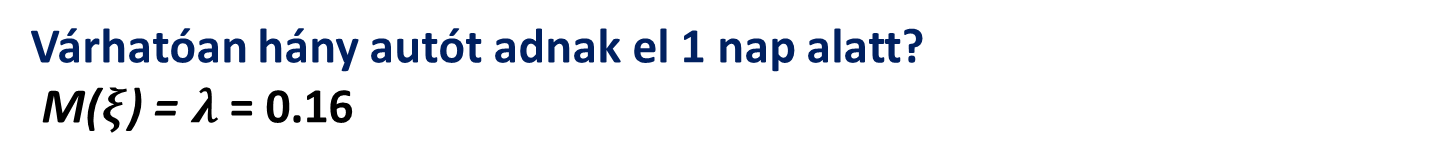 Várhatóan hány autót adnak el 1 nap alatt?
M(ξ) = λ = 0.16